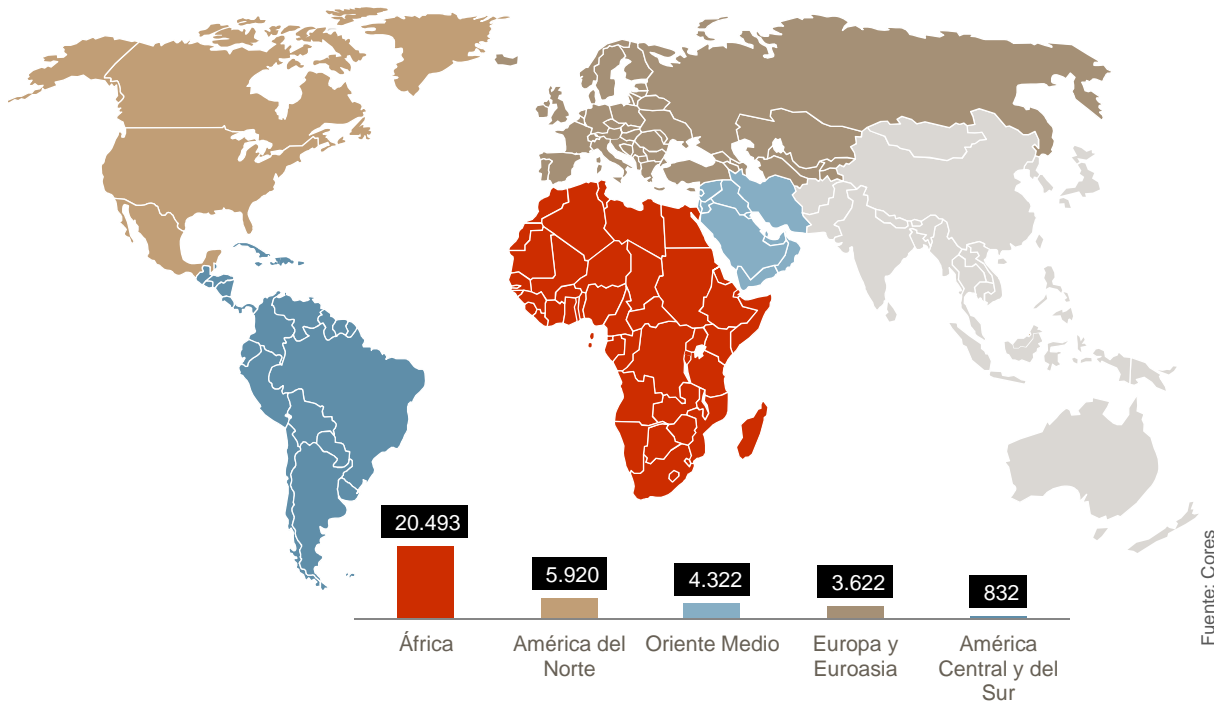 20.493
5.920
4.322
3.622
832
África
América del
Norte
Oriente Medio
Europa y
Euroasia
América
Central y del
Sur
Fuente: Cores